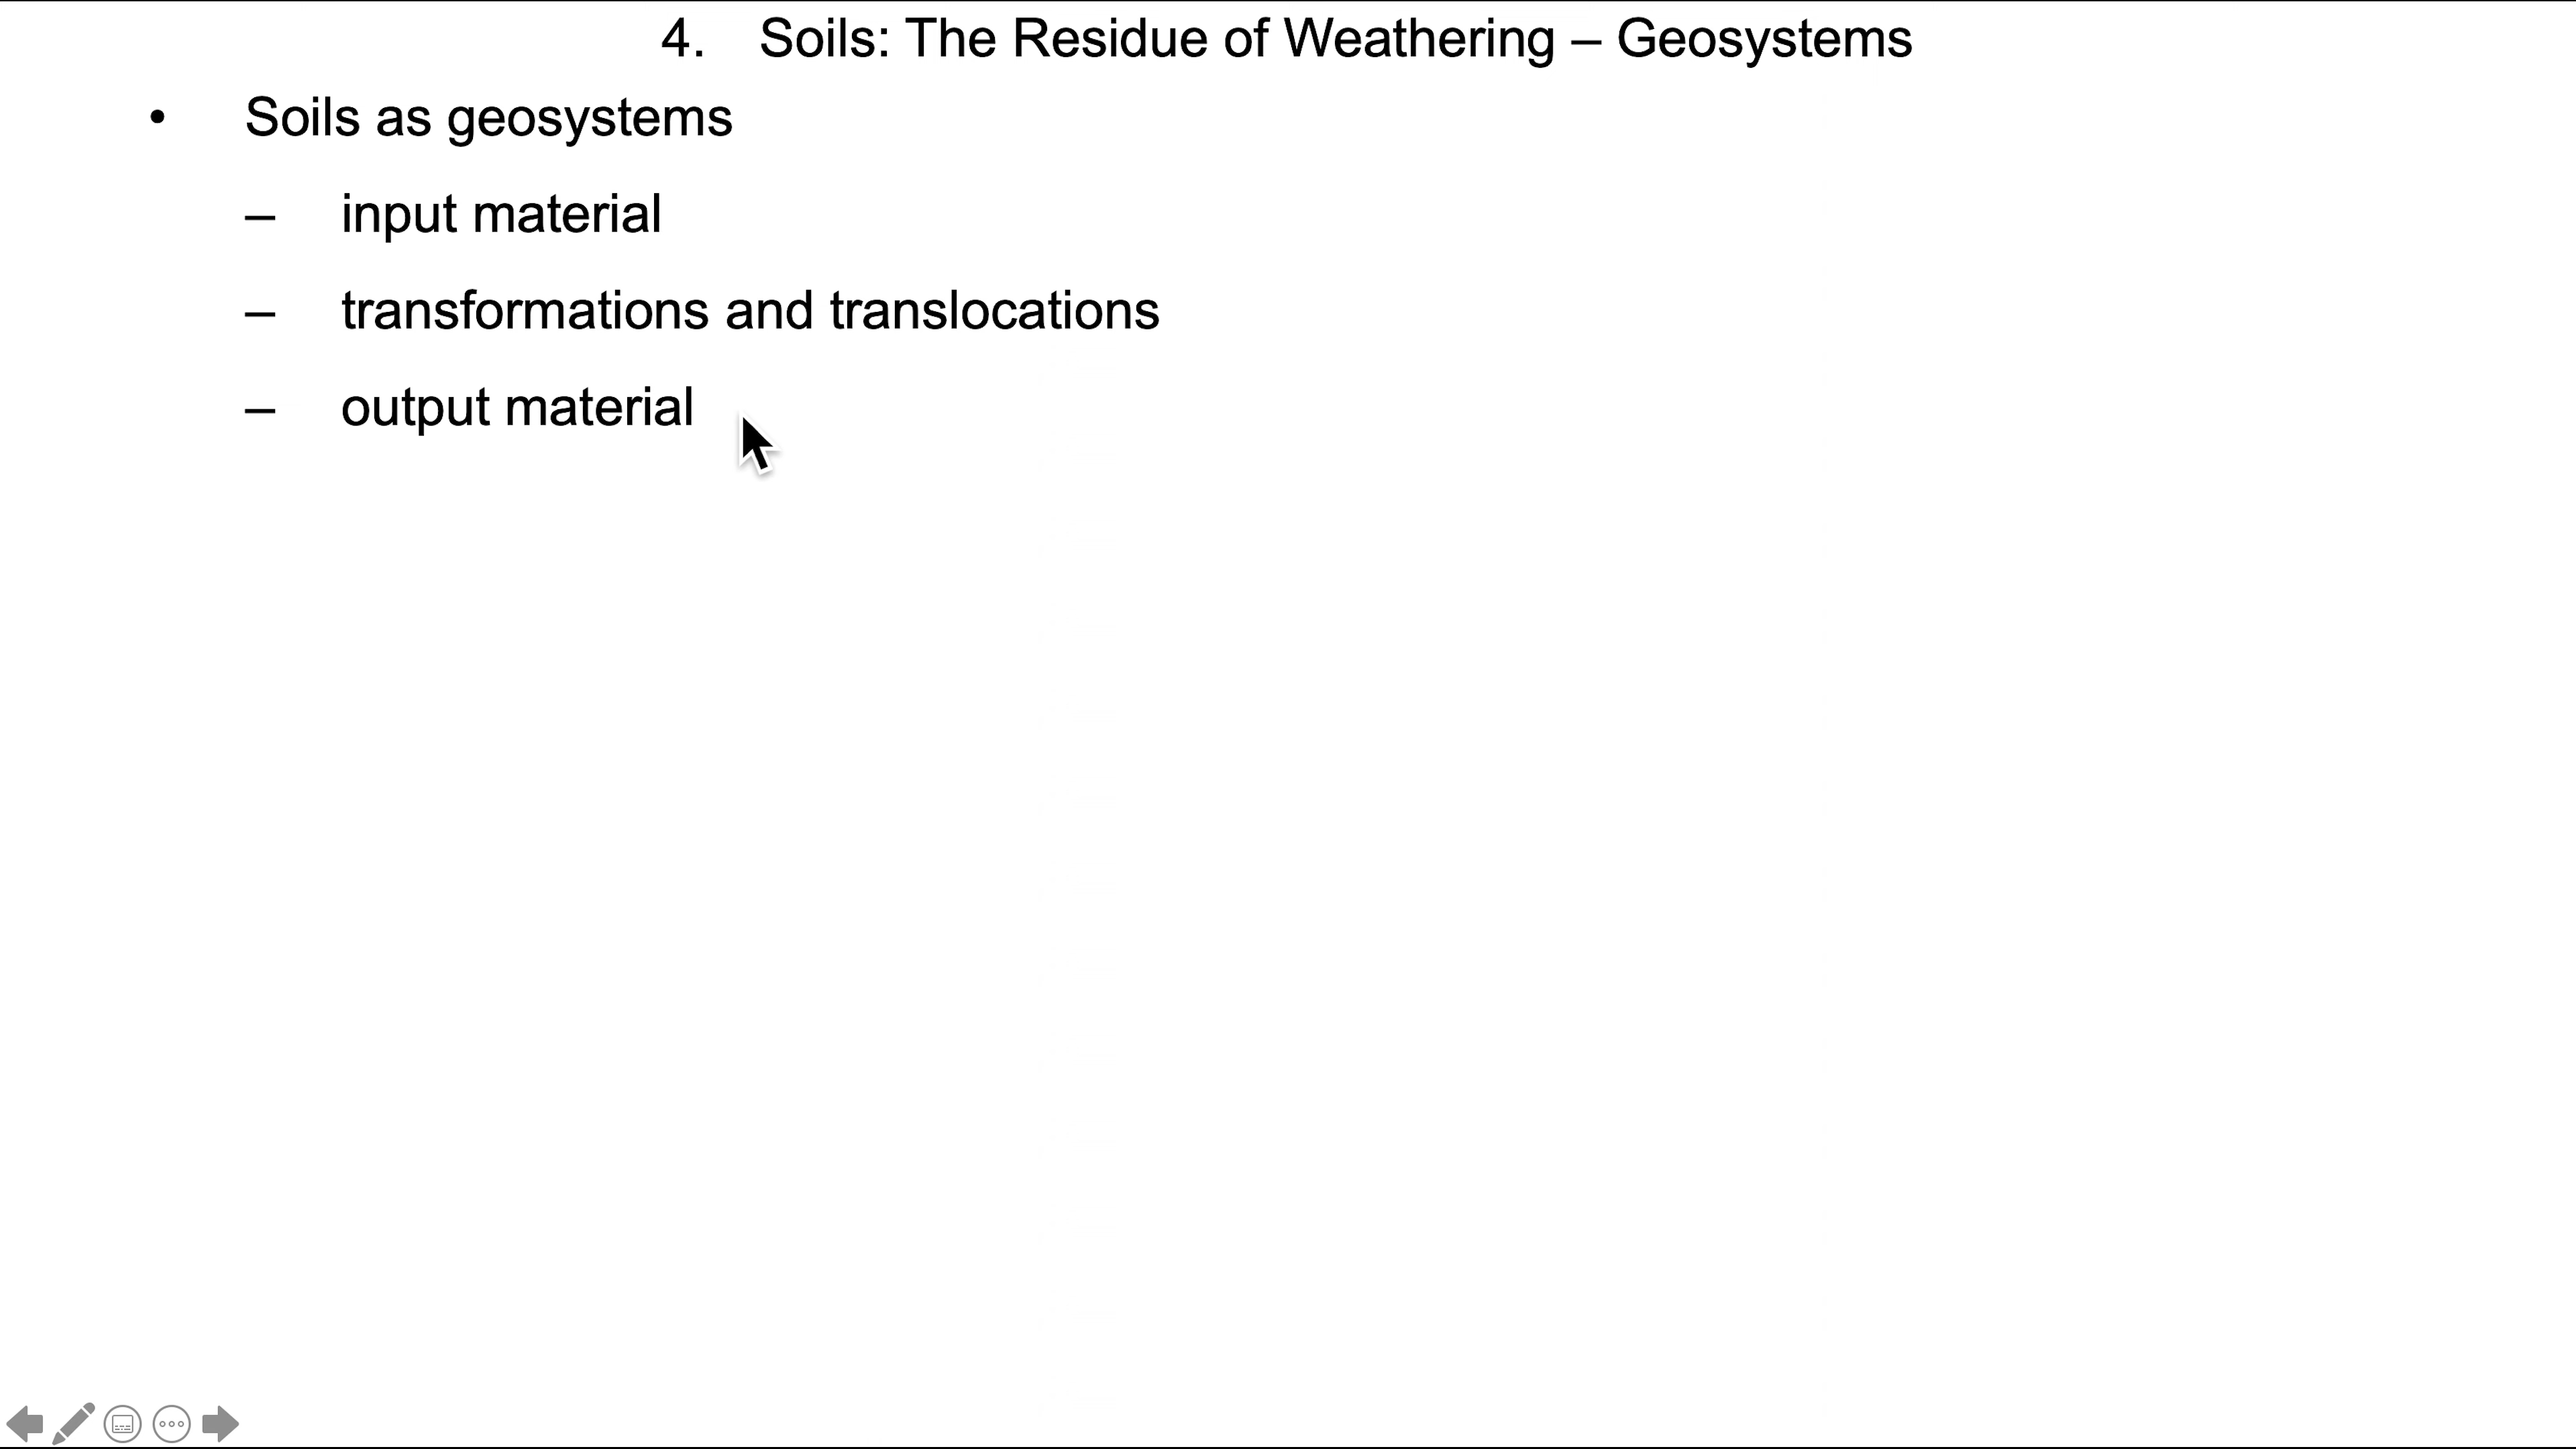 4. Soils: The Residue of Weathering – Geosystems
• Soils as geosystems
– input material
– transformations and translocations
– output material